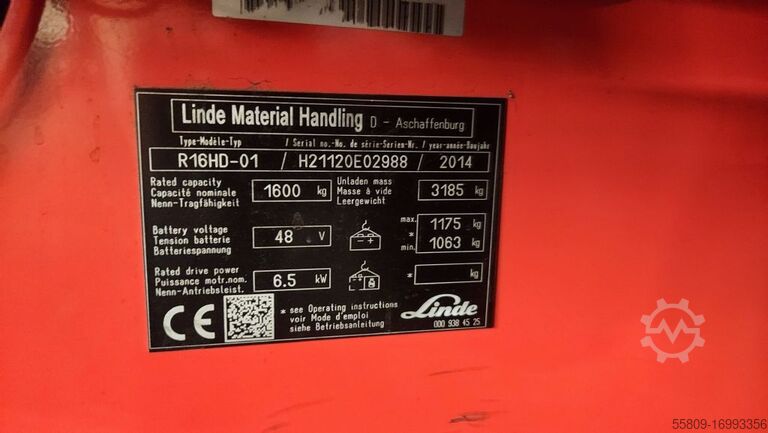 Linde Material Handling D - Aschaffenburg
Type-Modèle-Typ / Serial no.-No. de série-Serien-Nr. / year-année-Baujahr
R16HD-01 / H21120E02988 / 2014
Rated capacity
Capacité nominale
Nenn-Tragfähigkeit
1600 kg
Unladen mass
Masse à vide
Leergewicht
3185 kg
Battery voltage
Tension batterie
Batteriespannung
48 V
- +
max. 1175 kg
*
min. 1063 kg
Rated drive power
Puissance motr.nom.
Nenn-Antriebsleist.
6.5 kW
* kg
CE
* see Operating instructions
voir Mode d'emploi
siehe Betriebsanleitung
Linde
000 938 45 25
55809-16993356